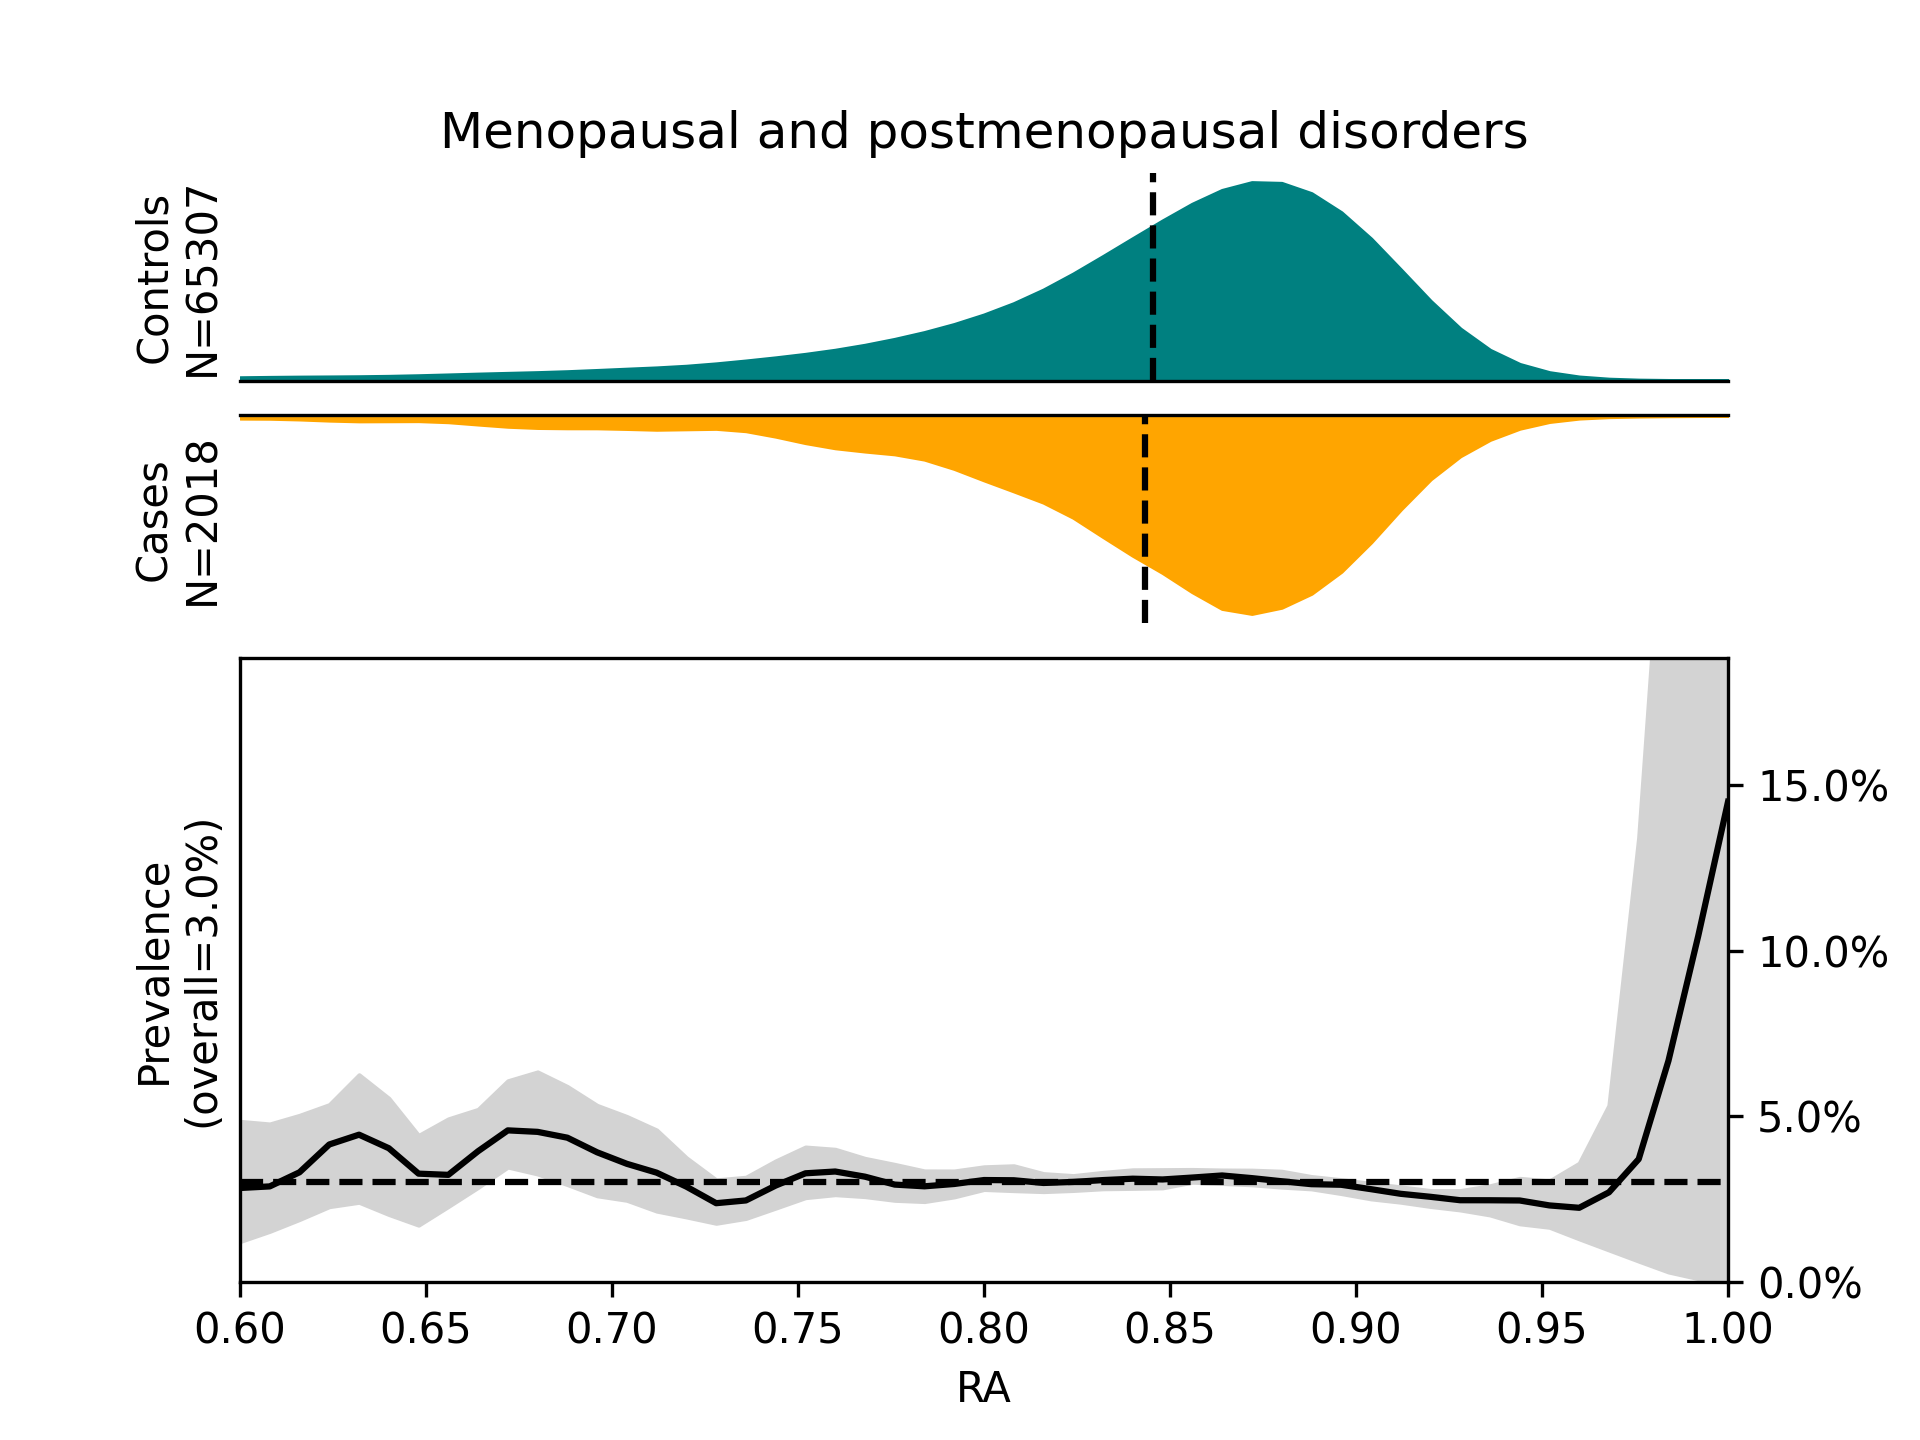 Menopausal and postmenopausal disorders
Controls
N=65307
Cases
N=2018
Prevalence
(overall=3.0%)
15.0%
10.0%
5.0%
0.0%
0.60 0.65 0.70 0.75 0.80 0.85 0.90 0.95 1.00
RA